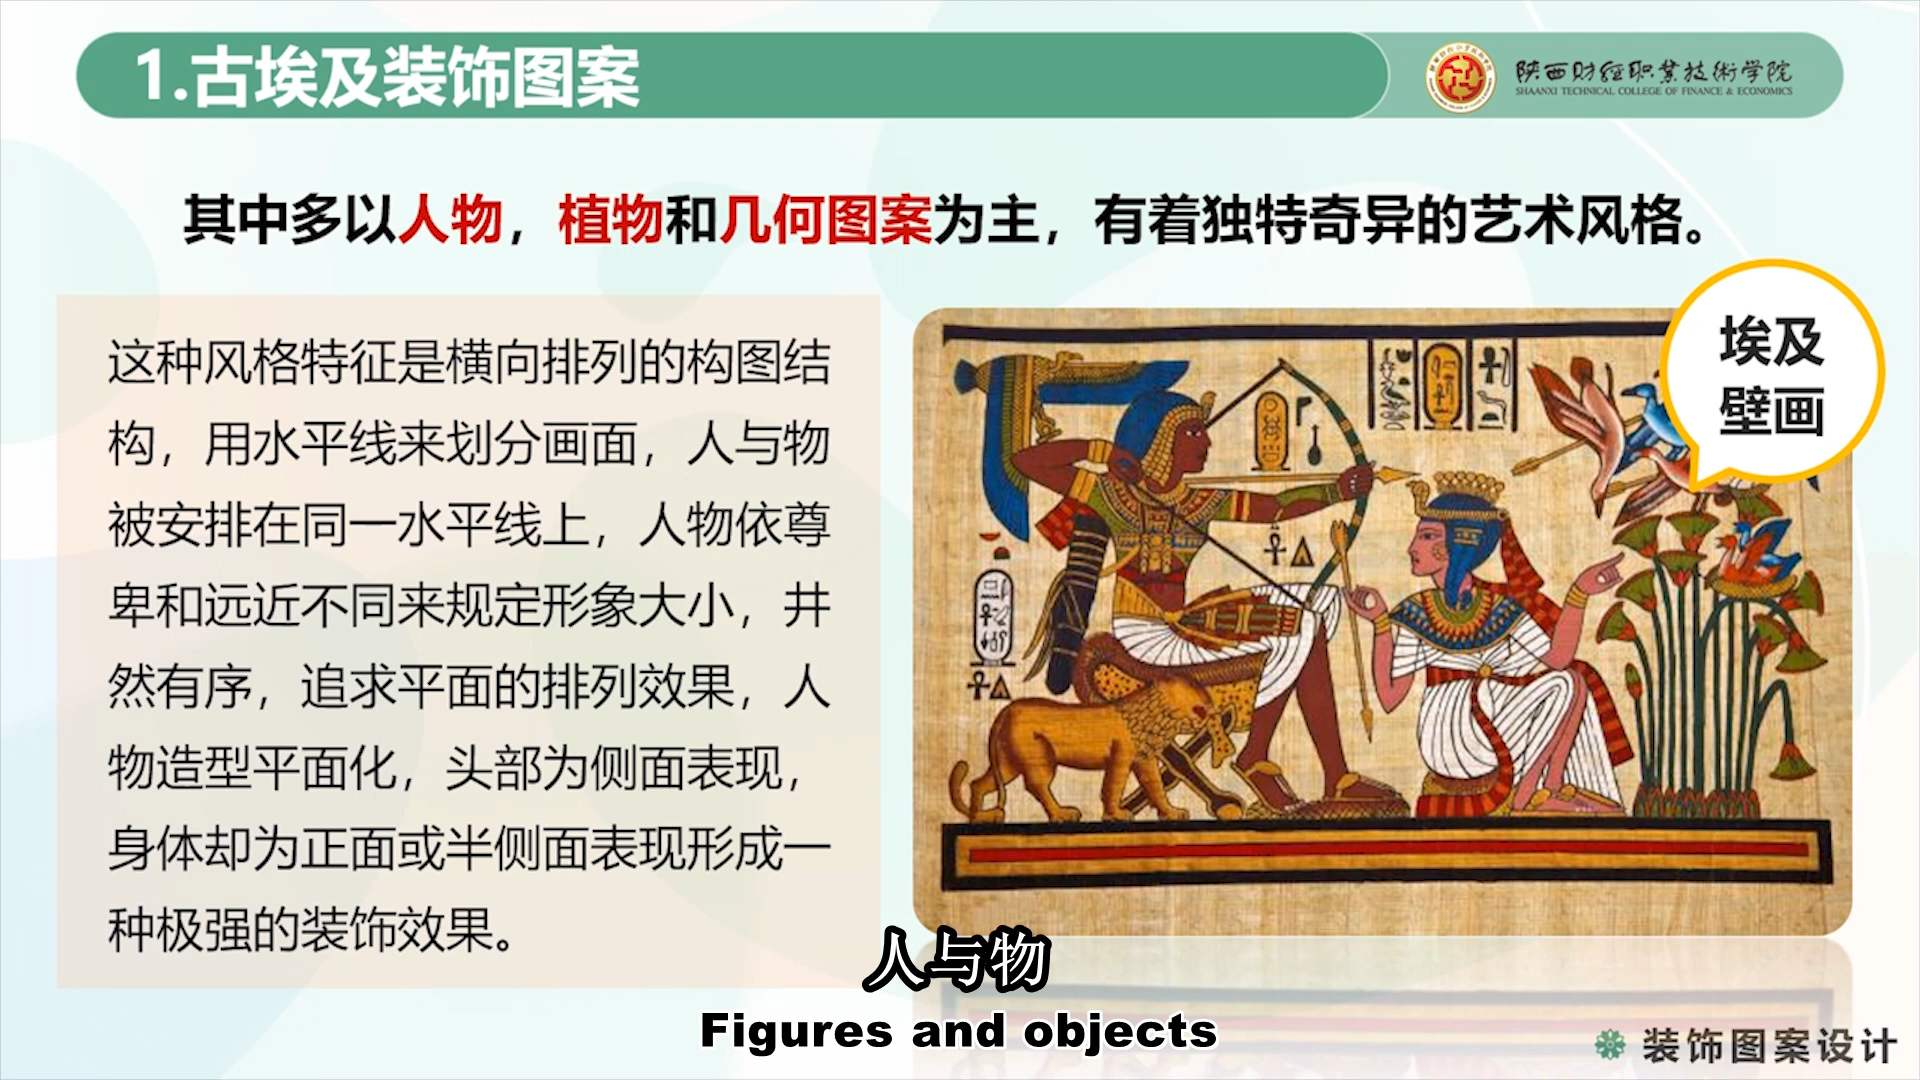 1.古埃及装饰图案
陕西财经职业技术学院
SHAANXI TECHNICAL COLLEGE OF FINANCE & ECONOMICS
其中多以人物，植物和几何图案为主，有着独特奇异的艺术风格。
这种风格特征是横向排列的构图结
构，用水平线来划分画面，人与物
被安排在同一水平线上，人物依尊
卑和远近不同来规定形象大小，井
然有序，追求平面的排列效果，人
物造型平面化，头部为侧面表现，
身体却为正面或半侧面表现形成一
种极强的装饰效果。
埃及
壁画
人与物
Figures and objects
装饰图案设计